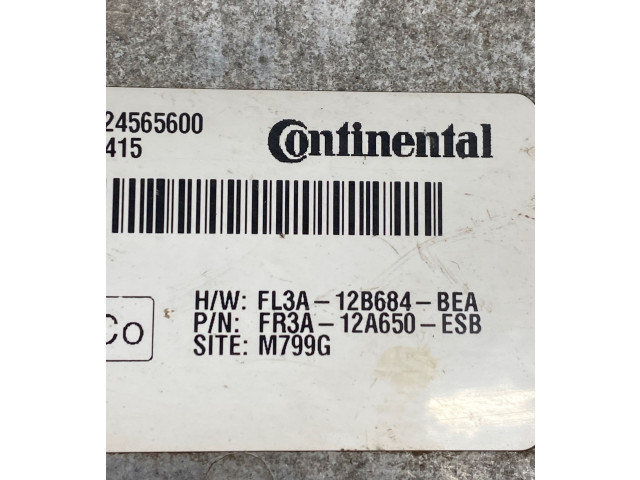 24565600
Continental
415
Co
H/W: FL3A-12B684-BEA
P/N: FR3A-12A650-ESB
SITE: M799G